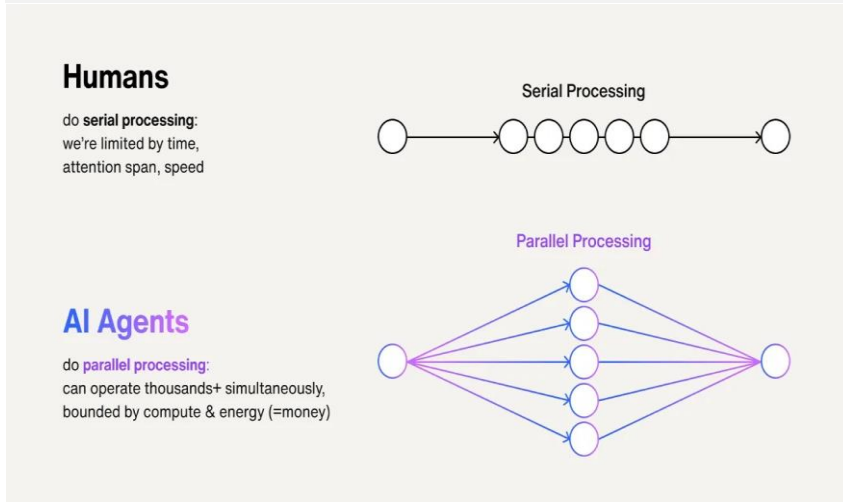 Humans
do serial processing:
we're limited by time,
attention span, speed
Serial Processing
Parallel Processing
AI Agents
do parallel processing:
can operate thousands+ simultaneously,
bounded by compute & energy (=money)